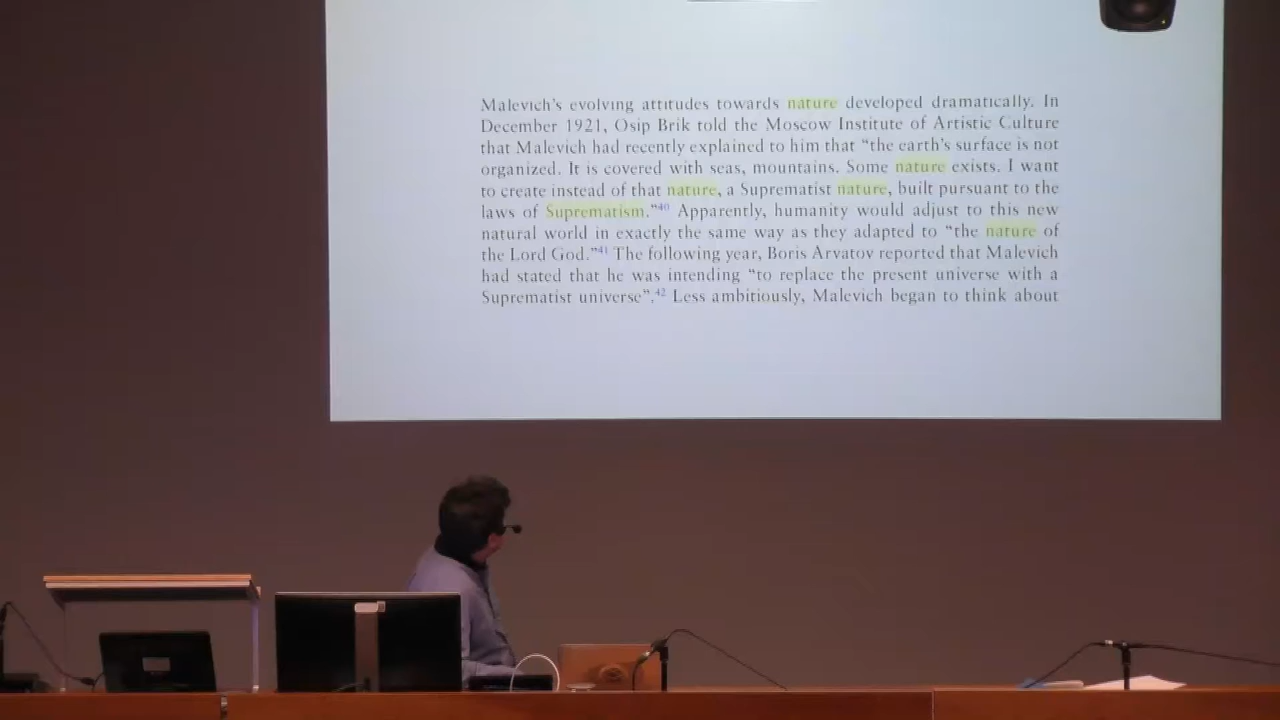 Malevich's evolving attitudes towards nature developed dramatically. In
December 1921, Osip Brik told the Moscow Institute of Artistic Culture
that Malevich had recently explained to him that “the earth's surface is not
organized. It is covered with seas, mountains. Some nature exists. I want
to create instead of that nature, a Suprematist nature, built pursuant to the
laws of Suprematism.”40 Apparently, humanity would adjust to this new
natural world in exactly the same way as they adapted to “the nature of
the Lord God.”41 The following year, Boris Arvatov reported that Malevich
had stated that he was intending “to replace the present universe with a
Suprematist universe”.42 Less ambitiously, Malevich began to think about